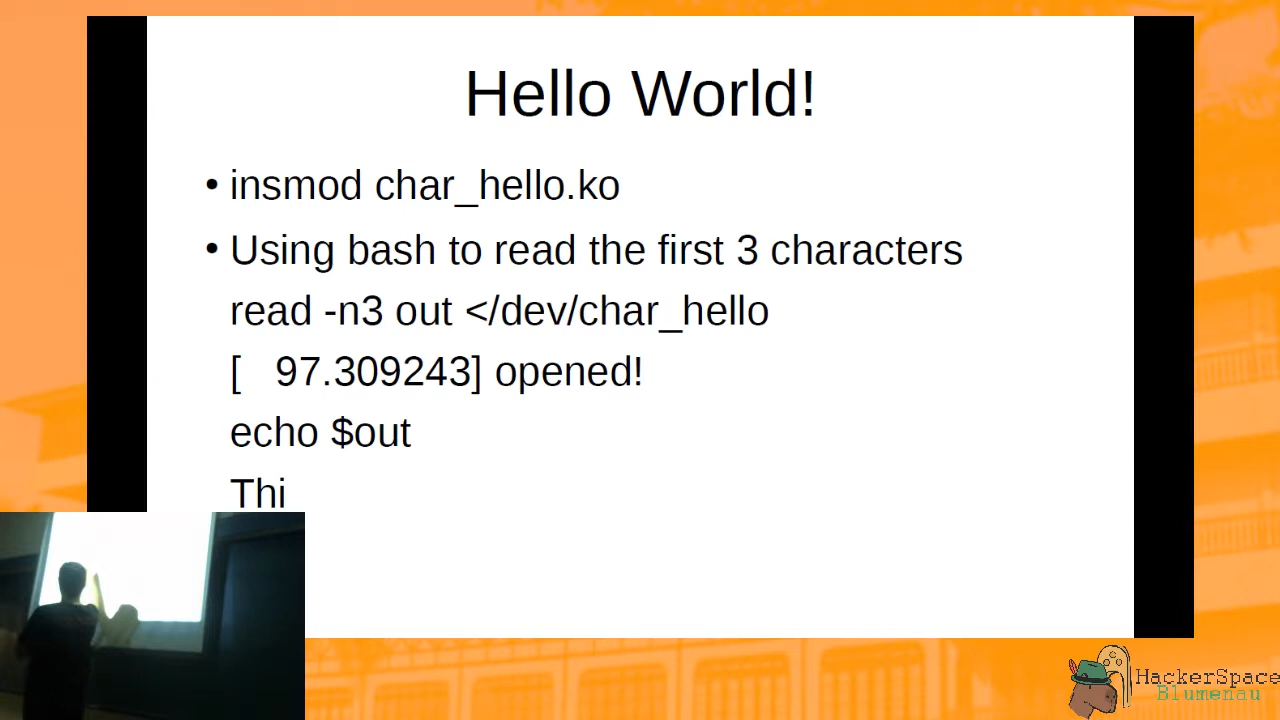 Hello World!
• insmod char_hello.ko
• Using bash to read the first 3 characters
read -n3 out </dev/char_hello
[   97.309243] opened!
echo $out
Thi
HackerSpace
Blumenau